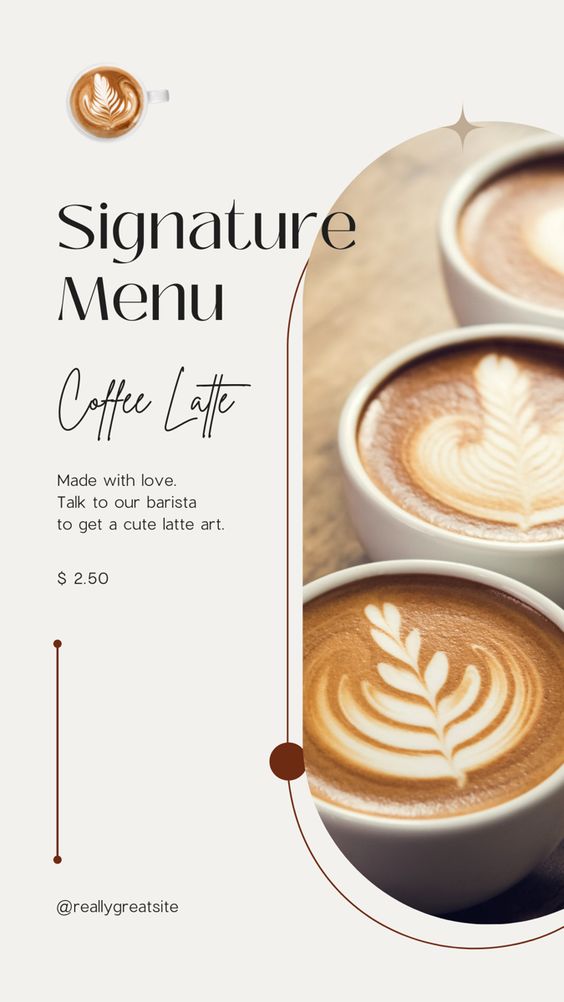 Signature
Menu
Coffee Latte
Made with love.
Talk to our barista
to get a cute latte art.
$ 2.50
@reallygreatsite